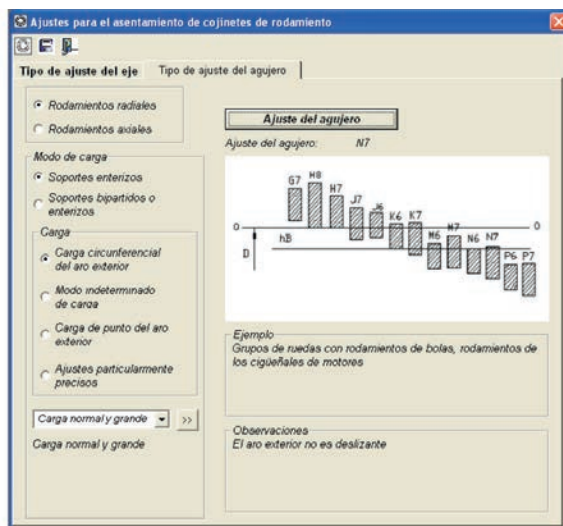 Ajustes para el asentamiento de cojinetes de rodamiento
Tipo de ajuste del eje
Tipo de ajuste del agujero
Rodamientos radiales
Rodamientos axiales
Modo de carga
Soportes enterizos
Soportes bipartidos o
enterizos
Carga
Carga circunferencial
del aro exterior
Modo indeterminado
de carga
Carga de punto del aro
exterior
Ajustes particularmente
precisos
Carga normal y grande
>>
Carga normal y grande
Ajuste del agujero
Ajuste del agujero: N7
G7 H8 H7 J7 J6 K6 K7 M6 M7 N6 N7 P6 P7
0 0
hB
D
Ejemplo
Grupos de ruedas con rodamientos de bolas, rodamientos de
los cigüeñales de motores
Observaciones
El aro exterior no es deslizante